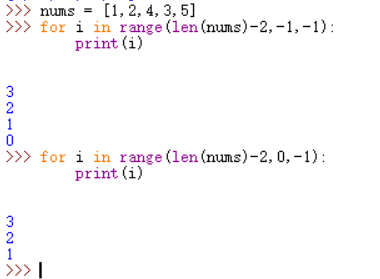 >>> nums = [1,2,4,3,5]
>>> for i in range(len(nums)-2,-1,-1):
        print(i)
3
2
1
0
>>> for i in range(len(nums)-2,0,-1):
        print(i)
3
2
1
>>>